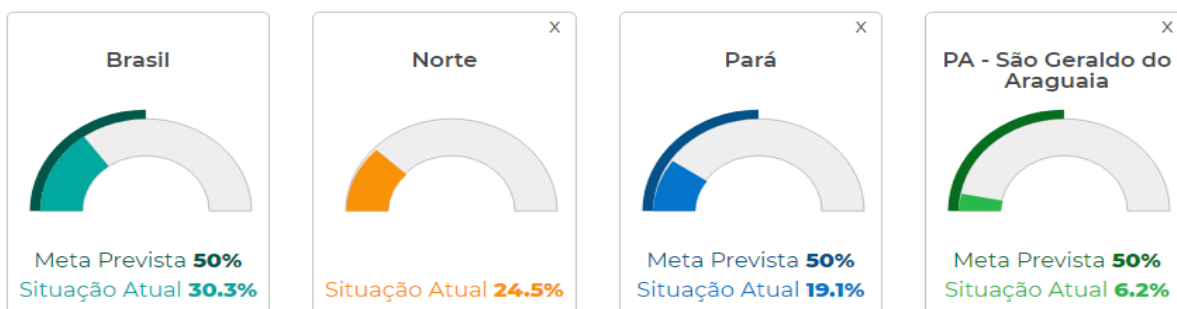 Brasil
Meta Prevista 50%
Situação Atual 30.3%
X
Norte
Situação Atual 24.5%
X
Pará
Meta Prevista 50%
Situação Atual 19.1%
X
PA - São Geraldo do
Araguaia
Meta Prevista 50%
Situação Atual 6.2%